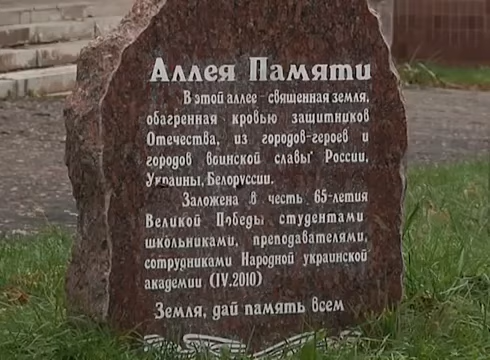 Аллея Памяти
В этой аллее - священная земля,
обагренная кровью защитников
Отечества, из городов-героев и
городов воинской славы России,
Украины, Белоруссии.
Заложена в честь 65-летия
Великой Победы студентами
школьниками, преподавателями,
сотрудниками Народной украинской
академии (IV.2010)
Земля, дай память всем